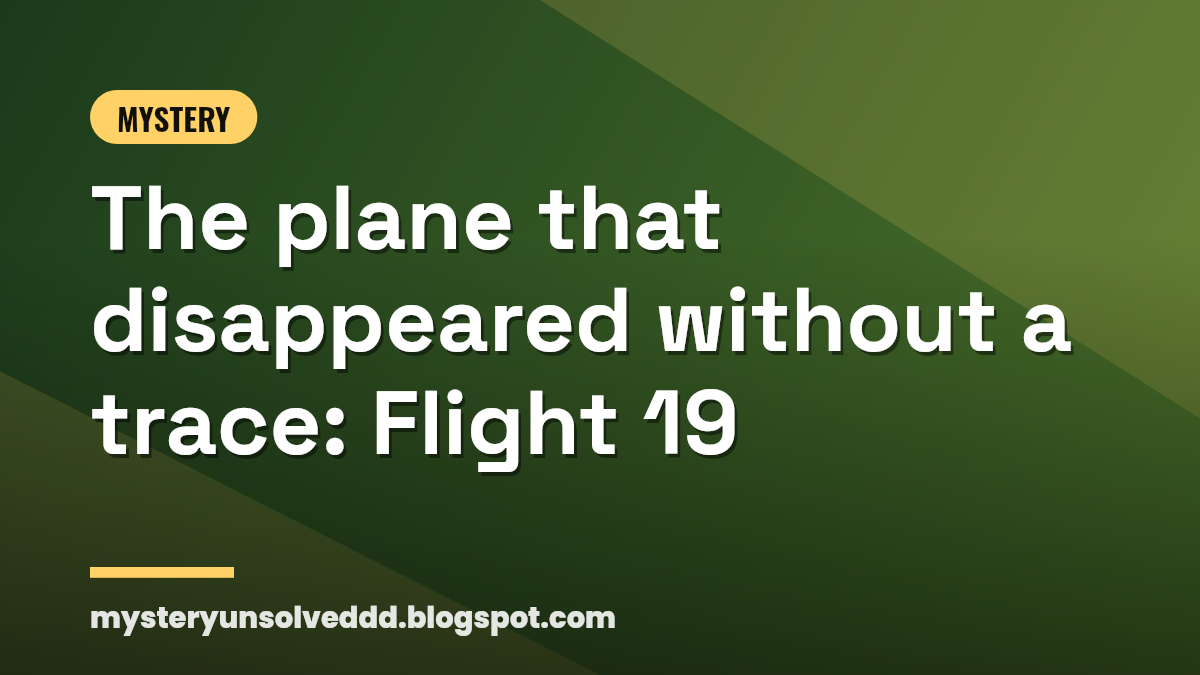 MYSTERY
The plane that
disappeared without a
trace: Flight 19
mysteryunsolveddd.blogspot.com